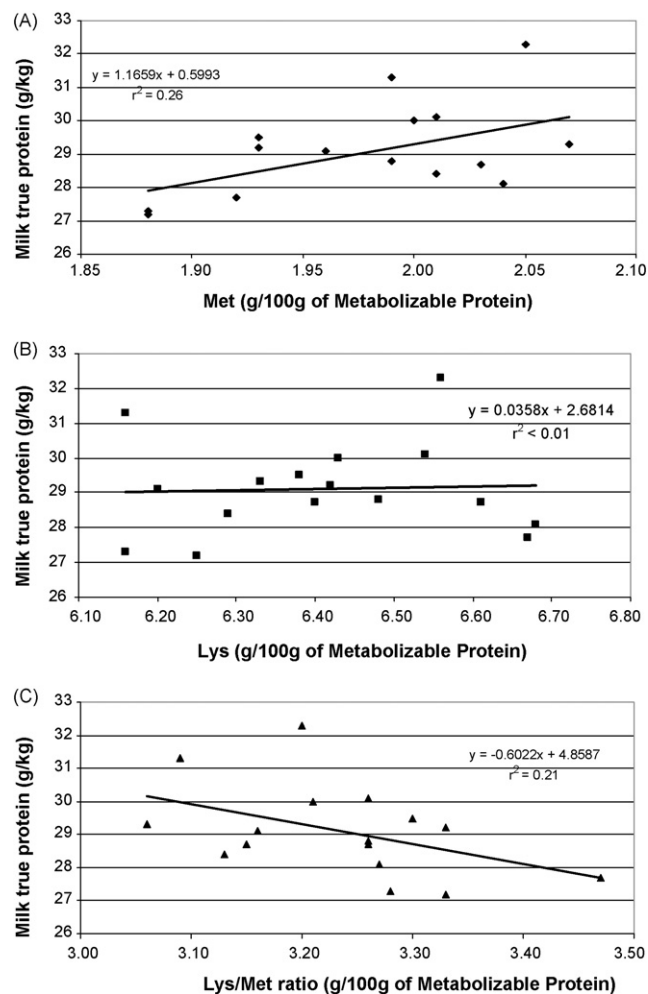 (A)
33
32
31
30
29
28
27
26
Milk true protein (g/kg)
y = 1.1659x + 0.5993
r² = 0.26
1.85 1.90 1.95 2.00 2.05 2.10
Met (g/100g of Metabolizable Protein)
(B)
33
32
31
30
29
28
27
26
Milk true protein (g/kg)
y = 0.0358x + 2.6814
r² < 0.01
6.10 6.20 6.30 6.40 6.50 6.60 6.70 6.80
Lys (g/100g of Metabolizable Protein)
(C)
33
32
31
30
29
28
27
26
Milk true protein (g/kg)
y = -0.6022x + 4.8587
r² = 0.21
3.00 3.10 3.20 3.30 3.40 3.50
Lys/Met ratio (g/100g of Metabolizable Protein)